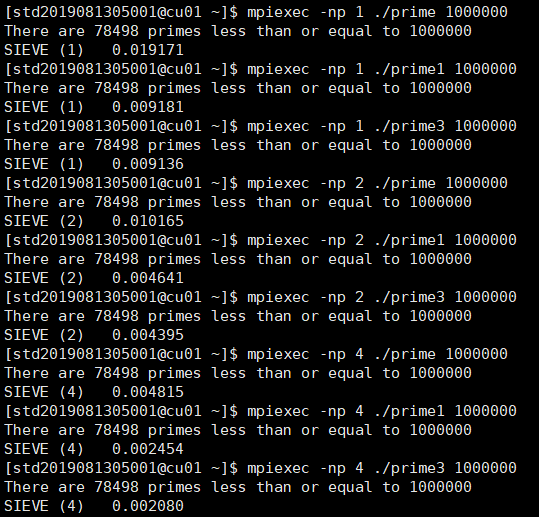 [std2019081305001@cu01 ~]$ mpiexec -np 1 ./prime 1000000
There are 78498 primes less than or equal to 1000000
SIEVE (1)   0.019171
[std2019081305001@cu01 ~]$ mpiexec -np 1 ./prime1 1000000
There are 78498 primes less than or equal to 1000000
SIEVE (1)   0.009181
[std2019081305001@cu01 ~]$ mpiexec -np 1 ./prime3 1000000
There are 78498 primes less than or equal to 1000000
SIEVE (1)   0.009136
[std2019081305001@cu01 ~]$ mpiexec -np 2 ./prime 1000000
There are 78498 primes less than or equal to 1000000
SIEVE (2)   0.010165
[std2019081305001@cu01 ~]$ mpiexec -np 2 ./prime1 1000000
There are 78498 primes less than or equal to 1000000
SIEVE (2)   0.004641
[std2019081305001@cu01 ~]$ mpiexec -np 2 ./prime3 1000000
There are 78498 primes less than or equal to 1000000
SIEVE (2)   0.004395
[std2019081305001@cu01 ~]$ mpiexec -np 4 ./prime 1000000
There are 78498 primes less than or equal to 1000000
SIEVE (4)   0.004815
[std2019081305001@cu01 ~]$ mpiexec -np 4 ./prime1 1000000
There are 78498 primes less than or equal to 1000000
SIEVE (4)   0.002454
[std2019081305001@cu01 ~]$ mpiexec -np 4 ./prime3 1000000
There are 78498 primes less than or equal to 1000000
SIEVE (4)   0.002080